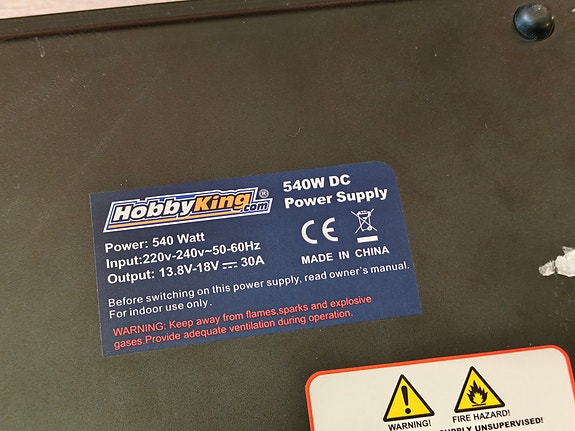 HobbyKing.com®
540W DC
Power Supply
Power: 540 Watt
Input:220v-240v~50-60Hz
Output: 13.8V-18V ⎓ 30A
CE
MADE IN CHINA
Before switching on this power supply, read owner's manual.
For indoor use only.
WARNING: Keep away from flames,sparks and explosive
gases.Provide adequate ventilation during operation.
WARNING! FIRE HAZARD!
SUPPLY UNSUPERVISED!